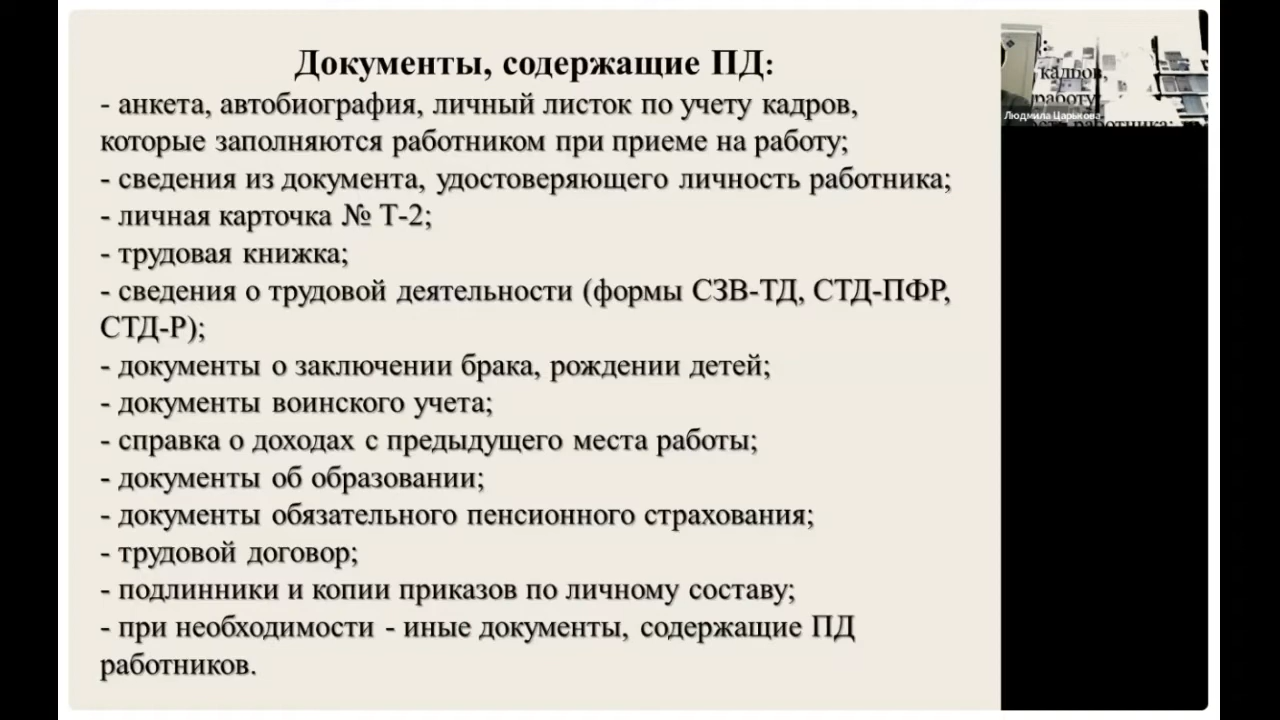 Документы, содержащие ПД:
- анкета, автобиография, личный листок по учету кадров,
которые заполняются работником при приеме на работу;
- сведения из документа, удостоверяющего личность работника;
- личная карточка № Т-2;
- трудовая книжка;
- сведения о трудовой деятельности (формы СЗВ-ТД, СТД-ПФР,
СТД-Р);
- документы о заключении брака, рождении детей;
- документы воинского учета;
- справка о доходах с предыдущего места работы;
- документы об образовании;
- документы обязательного пенсионного страхования;
- трудовой договор;
- подлинники и копии приказов по личному составу;
- при необходимости - иные документы, содержащие ПД
работников.
кадров,
работу;
Людмила Царькова
работника;